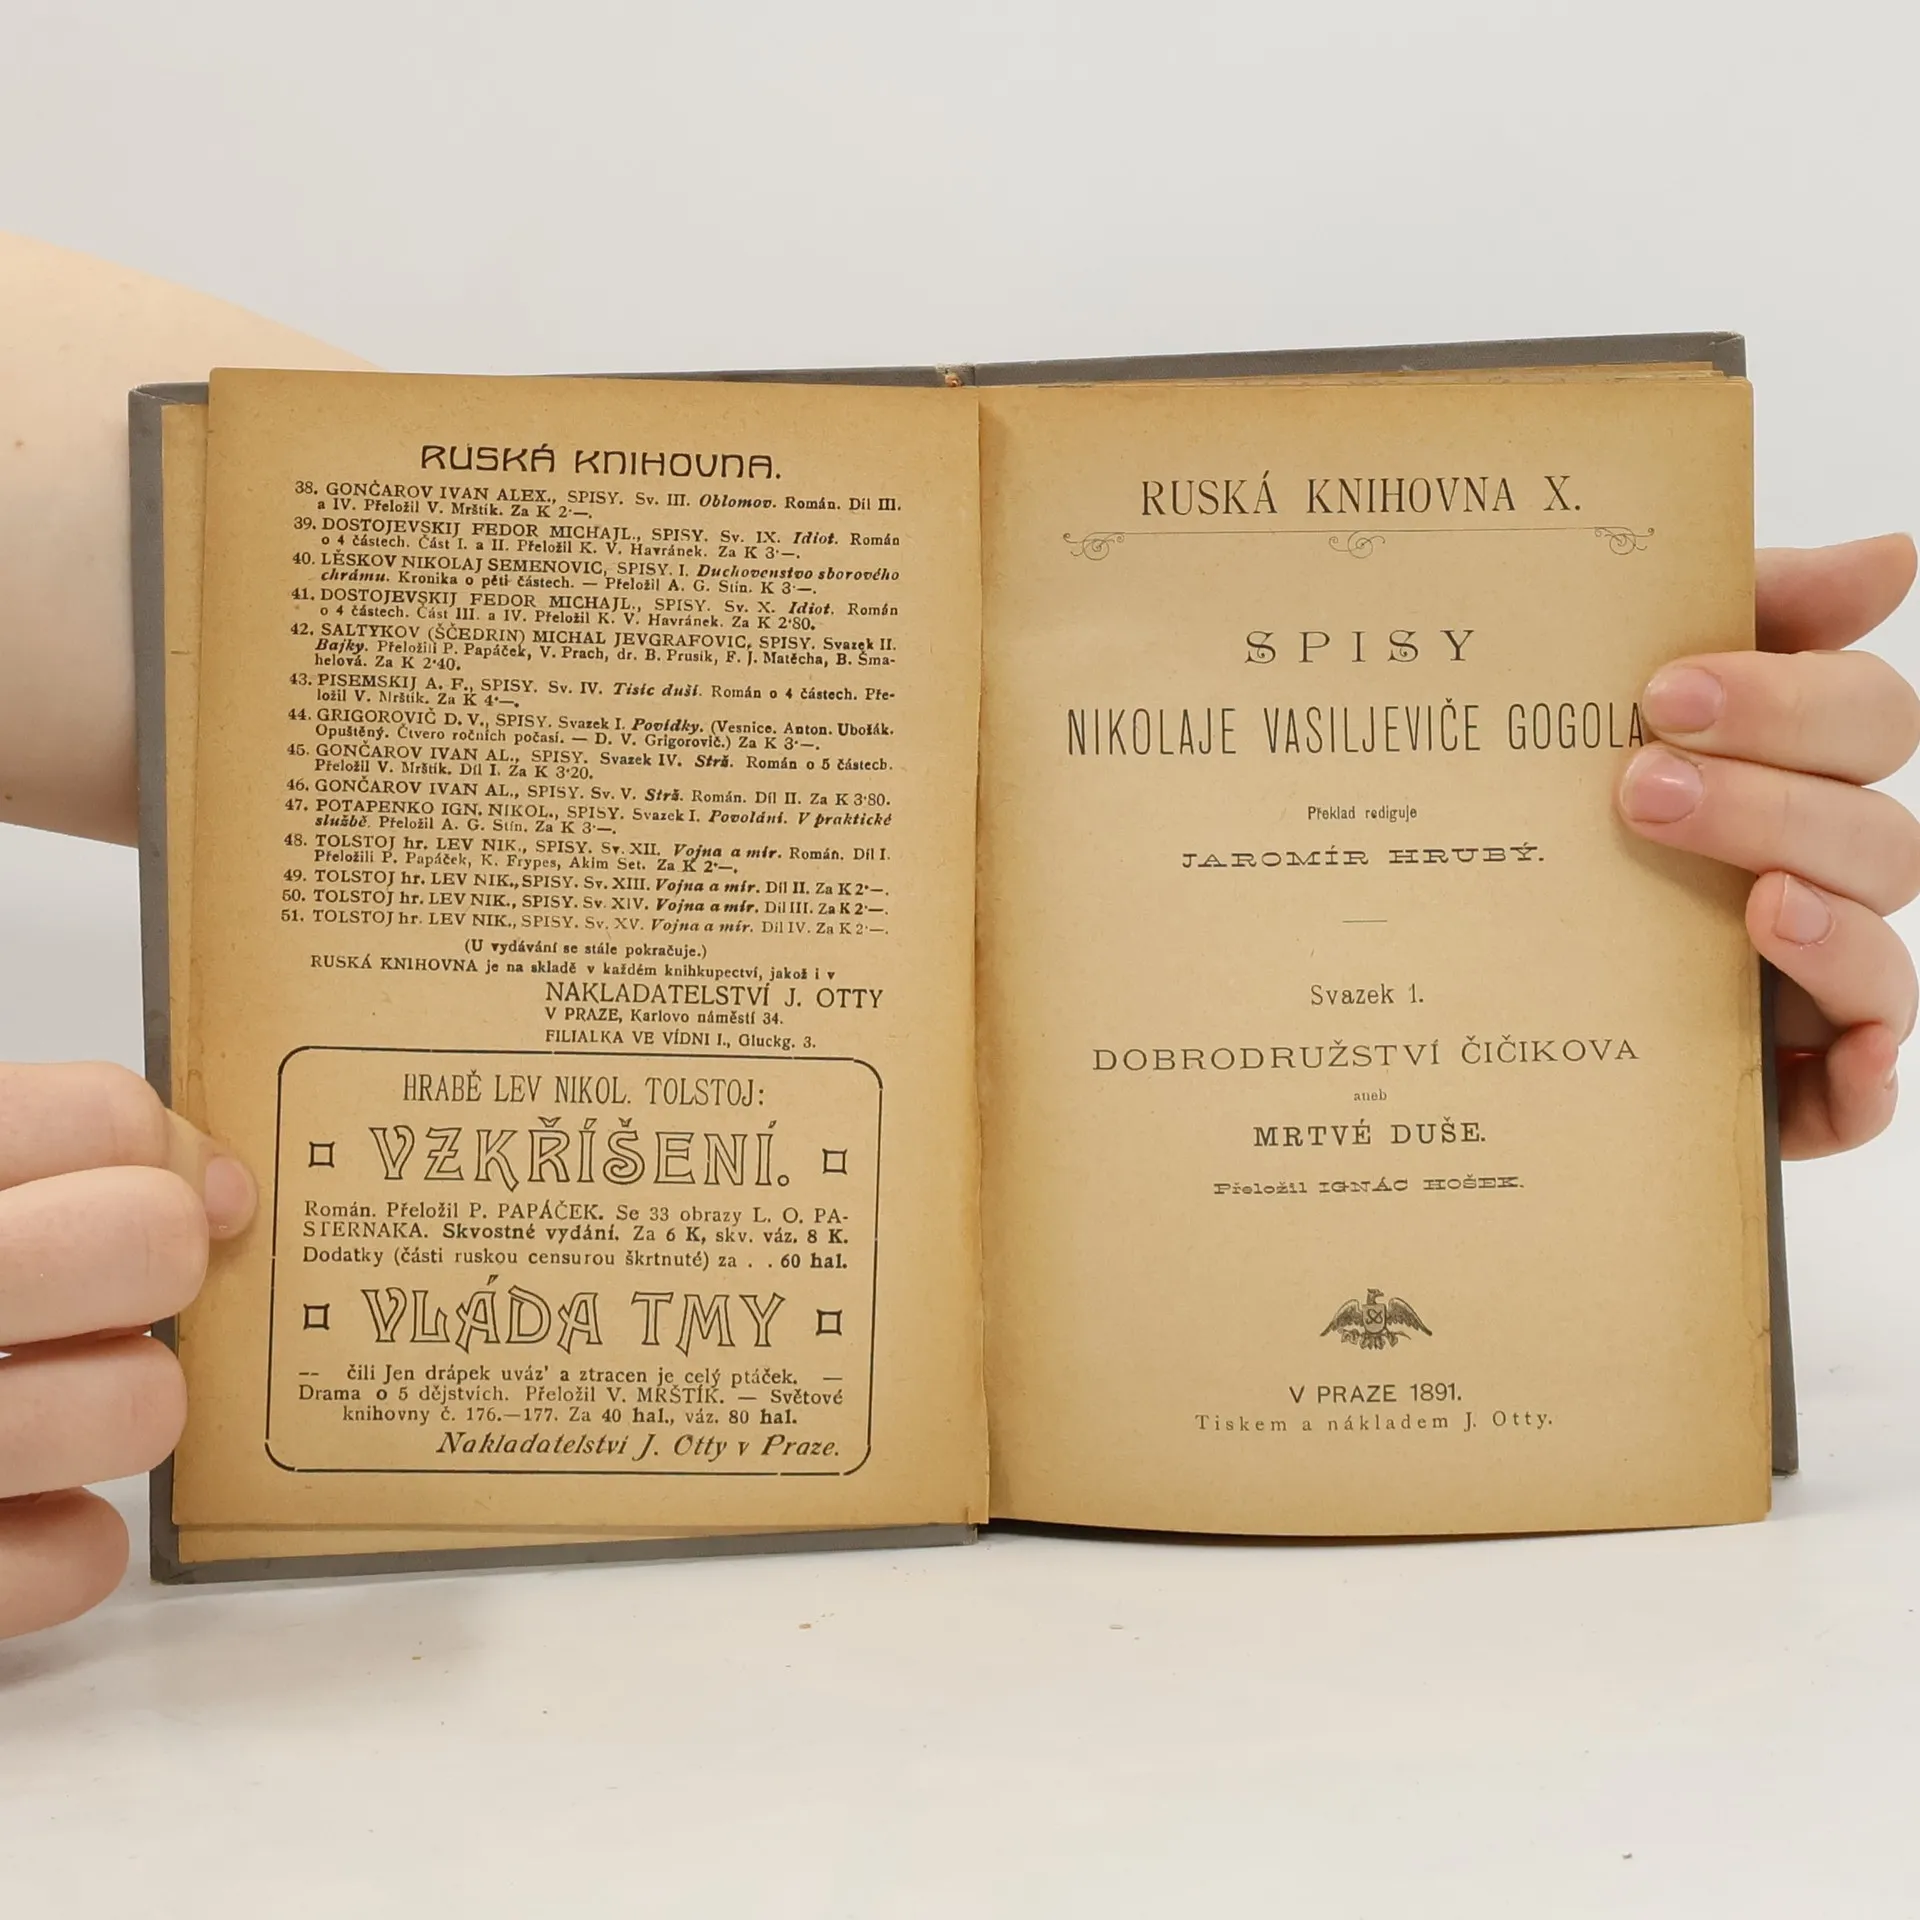 RUSKÁ KNIHOVNA.
38. GONČAROV IVAN ALEX., SPISY. Sv. III. Oblomov. Román. Díl III.
a IV. Přeložil V. Mrštík. Za K 2·—.
39. DOSTOJEVSKIJ FEDOR MICHAJL., SPISY. Sv. IX. Idiot. Román
o 4 částech. Část I. a II. Přeložil K. V. Havránek. Za K 3·—.
40. LĚSKOV NIKOLAJ SEMENOVIC, SPISY. I. Duchovenstvo sborového
chrámu. Kronika o pěti částech. — Přeložil A. G. Stín. K 3·—.
41. DOSTOJEVSKIJ FEDOR MICHAJL., SPISY. Sv. X. Idiot. Román
o 4 částech. Část III. a IV. Přeložil K. V. Havránek. Za K 2·80.
42. SALTYKOV (ŠČEDRIN) MICHAL JEVGRAFOVIC, SPISY. Svazek II.
Bajky. Přeložili P. Papáček, V. Prach, dr. B. Prusík, F. J. Matěcha, B. Šma-
helová. Za K 2·40.
43. PISEMSKIJ A. F., SPISY. Sv. IV. Tisíc duší. Román o 4 částech. Pře-
ložil V. Mrštík. Za K 4·—.
44. GRIGOROVIČ D. V., SPISY. Svazek I. Povídky. (Vesnice. Anton. Ubožák.
Opuštěný. Čtvero ročních počasí. — D. V. Grigorovič.) Za K 3·—.
45. GONČAROV IVAN AL., SPISY. Svazek IV. Strž. Román o 5 částech.
Přeložil V. Mrštík. Díl I. Za K 3·20.
46. GONČAROV IVAN AL., SPISY. Sv. V. Strž. Román. Díl II. Za K 3·80.
47. POTAPENKO IGN. NIKOL., SPISY. Svazek I. Povolání. V praktické
službě. Přeložil A. G. Stín. Za K 3·—.
48. TOLSTOJ hr. LEV NIK., SPISY. Sv. XII. Vojna a mír. Román. Díl I.
Přeložili P. Papáček, K. Frypes, Akim Set. Za K 2·—.
49. TOLSTOJ hr. LEV NIK., SPISY. Sv. XIII. Vojna a mír. Díl II. Za K 2·—.
50. TOLSTOJ hr. LEV NIK., SPISY. Sv. XIV. Vojna a mír. Díl III. Za K 2·—.
51. TOLSTOJ hr. LEV NIK., SPISY. Sv. XV. Vojna a mír. Díl IV. Za K 2·—.
(U vydávání se stále pokračuje.)
RUSKÁ KNIHOVNA je na skladě v každém knihkupectví, jakož i v
NAKLADATELSTVÍ J. OTTY
V PRAZE, Karlovo náměstí 34.
FILIALKA VE VÍDNI I., Gluckg. 3.
HRABĚ LEV NIKOL. TOLSTOJ:
VZKŘÍŠENÍ.
Román. Přeložil P. PAPÁČEK. Se 33 obrazy L. O. PA-
STERNAKA. Skvostné vydání. Za 6 K, skv. váz. 8 K.
Dodatky (části ruskou censurou škrtnuté) za . . 60 hal.
VLÁDA TMY
-- čili Jen drápek uváz' a ztracen je celý ptáček. —
Drama o 5 dějstvích. Přeložil V. MRŠTÍK. — Světové
knihovny č. 176.—177. Za 40 hal., váz. 80 hal.
Nakladatelství J. Otty v Praze.
RUSKÁ KNIHOVNA X.
SPISY
NIKOLAJE VASILJEVIČE GOGOLA
Překlad rediguje
JAROMÍR HRUBÝ.
Svazek 1.
DOBRODRUŽSTVÍ ČIČIKOVA
aneb
MRTVÉ DUŠE.
Přeložil IGNÁC HOŠEK.
V PRAZE 1891.
Tiskem a nákladem J. Otty.